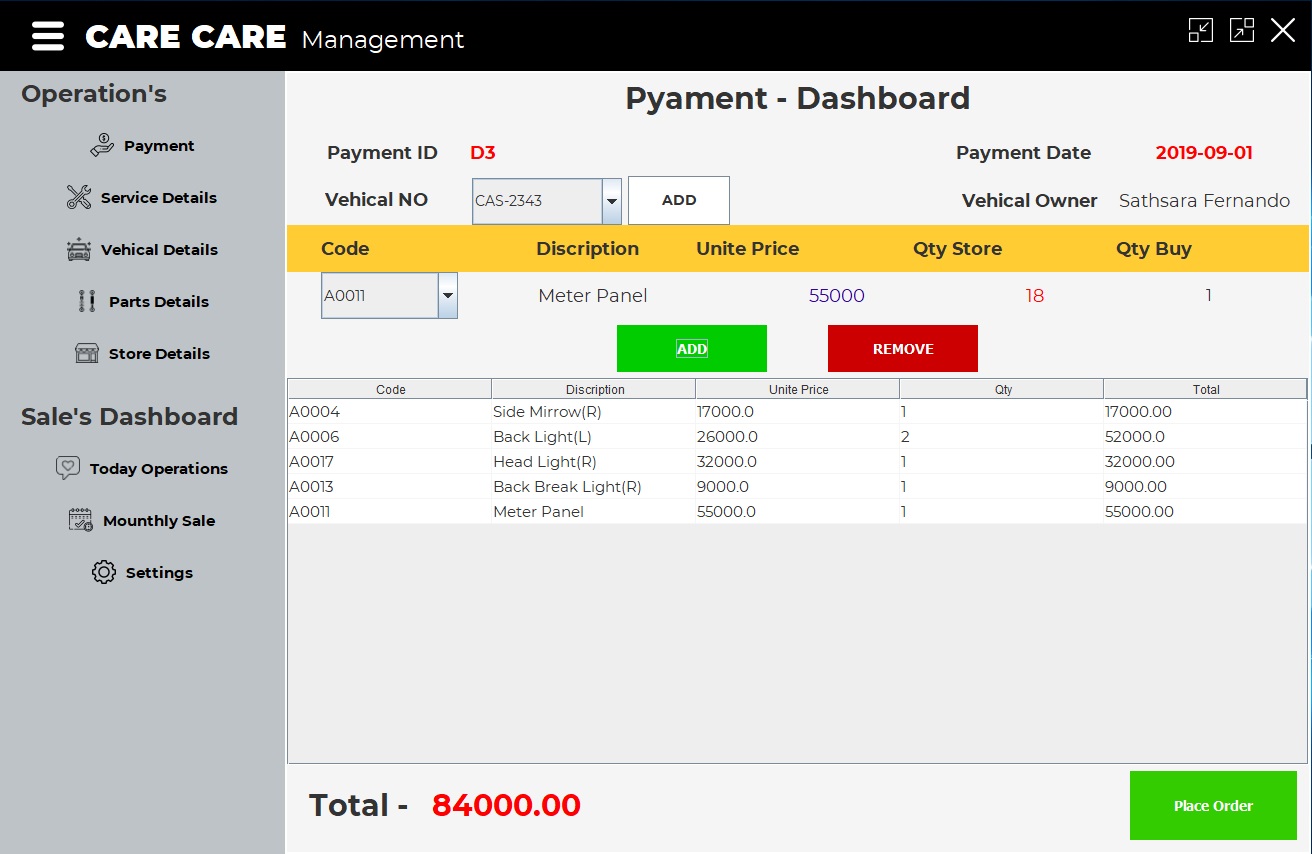 CARE CARE Management
Operation's
Payment
Service Details
Vehical Details
Parts Details
Store Details
Sale's Dashboard
Today Operations
Mounthly Sale
Settings
Pyament - Dashboard
Payment ID D3 Payment Date 2019-09-01
Vehical NO CAS-2343 ADD Vehical Owner Sathsara Fernando
Code Discription Unite Price Qty Store Qty Buy
A0011 Meter Panel 55000 18 1
ADD REMOVE
Code Discription Unite Price Qty Total
A0004 Side Mirrow(R) 17000.0 1 17000.00
A0006 Back Light(L) 26000.0 2 52000.0
A0017 Head Light(R) 32000.0 1 32000.00
A0013 Back Break Light(R) 9000.0 1 9000.00
A0011 Meter Panel 55000.0 1 55000.00
Total - 84000.00 Place Order